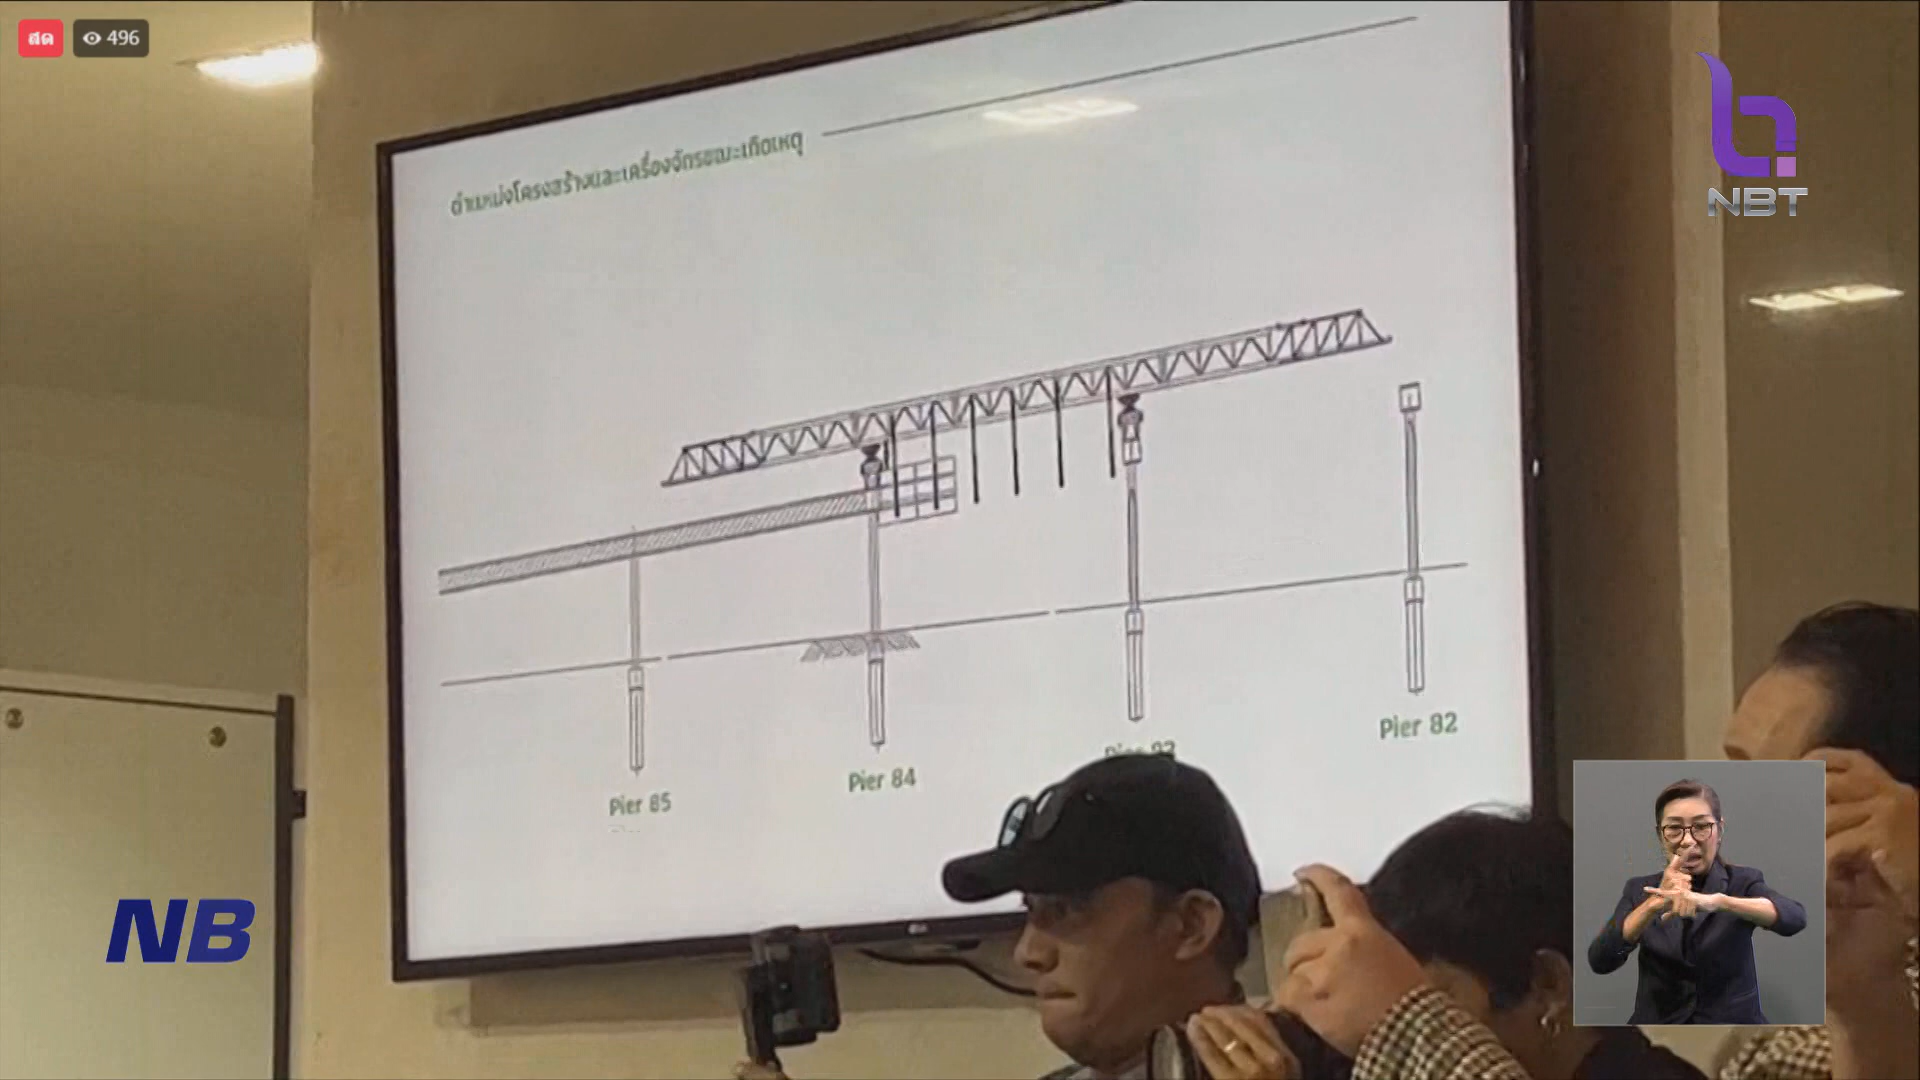 สด
496
NBT
ตำแหน่งโครงสร้างและเครื่องจักรขณะเกิดเหตุ
Pier 82
Pier 84
Pier 85
NB